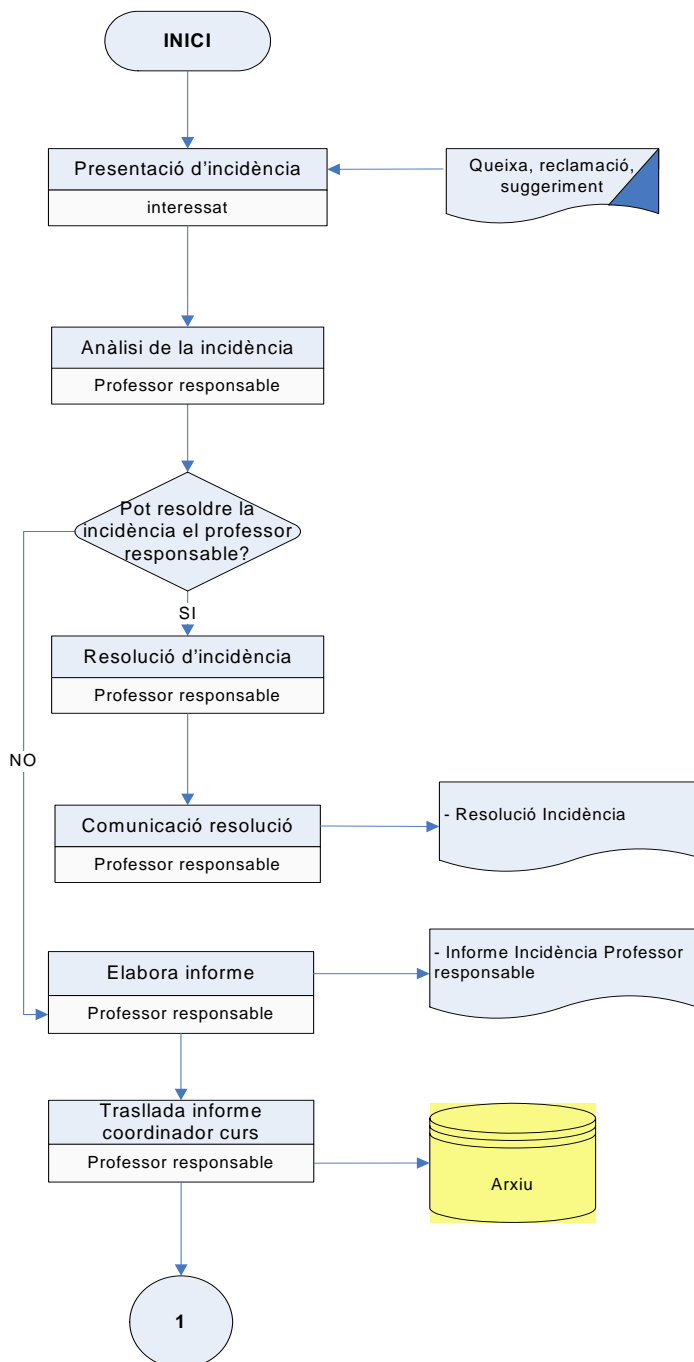 INICI
Presentació d'incidència
interessat
Queixa, reclamació,
suggeriment
Anàlisi de la incidència
Professor responsable
Pot resoldre la
incidència el professor
responsable?
SI
Resolució d'incidència
Professor responsable
NO
Comunicació resolució
Professor responsable
- Resolució Incidència
Elabora informe
Professor responsable
- Informe Incidència Professor
responsable
Trasllada informe
coordinador curs
Professor responsable
Arxiu
1